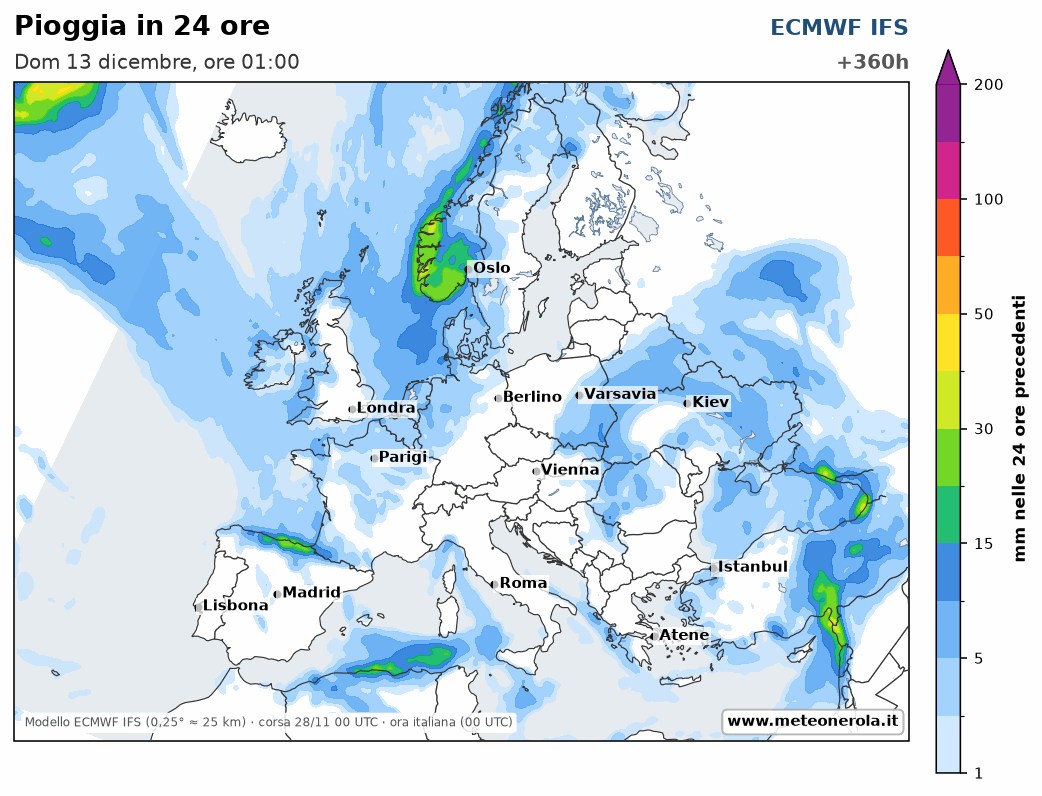 Pioggia in 24 ore
ECMWF IFS
Dom 13 dicembre, ore 01:00
+360h
200
100
50
30
15
5
1
mm nelle 24 ore precedenti
Oslo
Berlino
Varsavia
Kiev
Londra
Parigi
Vienna
Istanbul
Roma
Madrid
Lisbona
Atene
Modello ECMWF IFS (0,25° ≈ 25 km) · corsa 28/11 00 UTC · ora italiana (00 UTC)
www.meteonerola.it